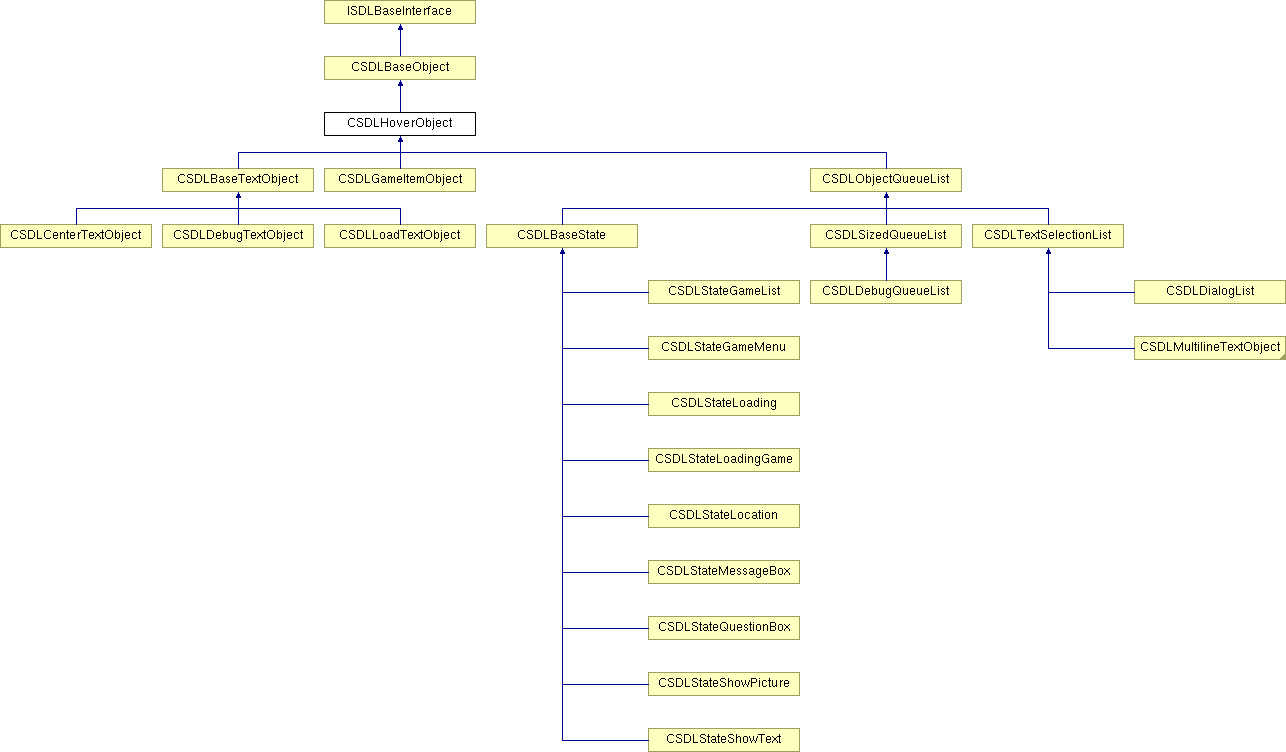 ISDLBaseInterface
CSDLBaseObject
CSDLHoverObject
CSDLBaseTextObject
CSDLGameItemObject
CSDLObjectQueueList
CSDLCenterTextObject
CSDLDebugTextObject
CSDLLoadTextObject
CSDLBaseState
CSDLSizedQueueList
CSDLTextSelectionList
CSDLStateGameList
CSDLDebugQueueList
CSDLDialogList
CSDLStateGameMenu
CSDLMultilineTextObject
CSDLStateLoading
CSDLStateLoadingGame
CSDLStateLocation
CSDLStateMessageBox
CSDLStateQuestionBox
CSDLStateShowPicture
CSDLStateShowText